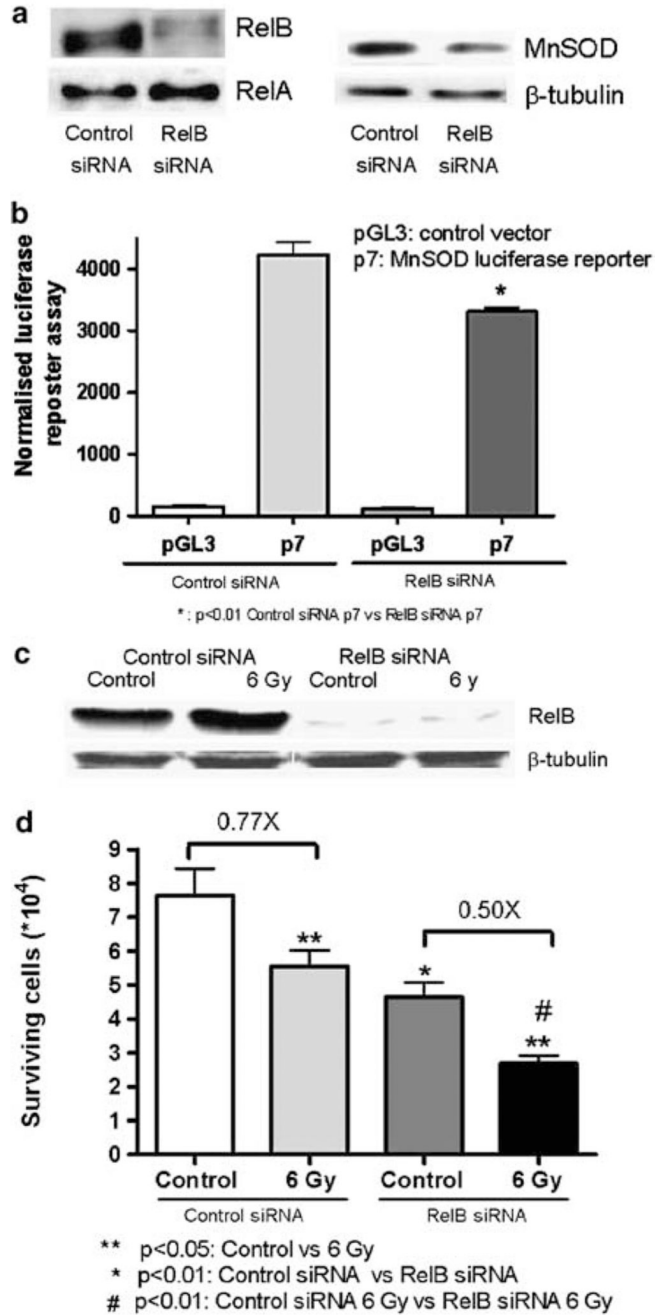 a
RelB
RelA
Control siRNA
RelB siRNA
MnSOD
β-tubulin
Control siRNA
RelB siRNA
b
Normalised luciferase reposter assay
4000
3000
2000
1000
0
pGL3: control vector
p7: MnSOD luciferase reporter
*
pGL3 p7 pGL3 p7
Control siRNA RelB siRNA
* : p<0.01 Control siRNA p7 vs RelB siRNA p7
c
Control siRNA RelB siRNA
Control 6 Gy Control 6 y
RelB
β-tubulin
d
Surviving cells (*10⁴)
9
8
7
6
5
4
3
2
1
0
0.77X
0.50X
**
*
#
**
Control 6 Gy Control 6 Gy
Control siRNA RelB siRNA
** p<0.05: Control vs 6 Gy
* p<0.01: Control siRNA vs RelB siRNA
# p<0.01: Control siRNA 6 Gy vs RelB siRNA 6 Gy